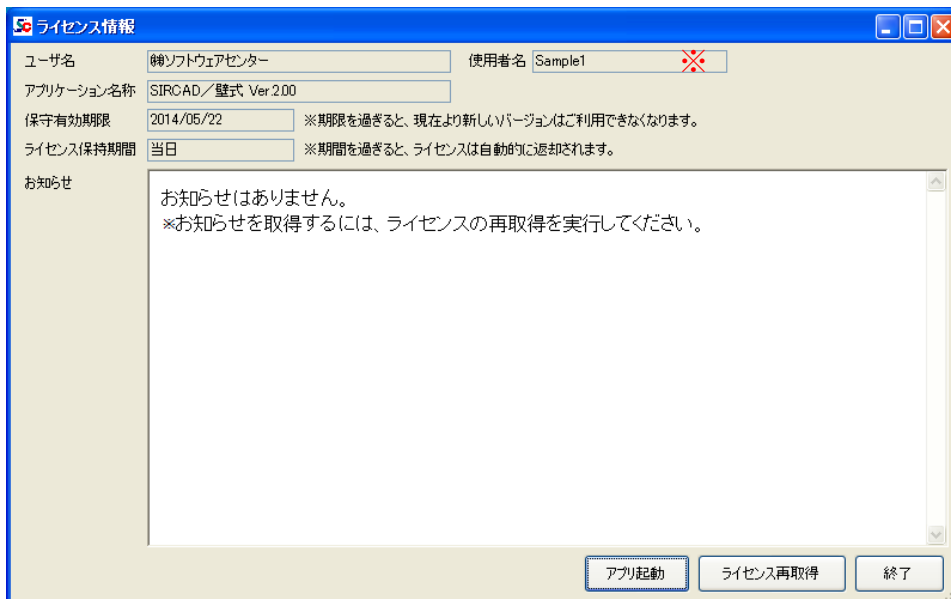 Sc ライセンス情報
ユーザ名 ㈱ソフトウェアセンター 使用者名 Sample1 ※
アプリケーション名称 SIRCAD／壁式 Ver.2.00
保守有効期限 2014/05/22 ※期限を過ぎると、現在より新しいバージョンはご利用できなくなります。
ライセンス保持期間 当日 ※期間を過ぎると、ライセンスは自動的に返却されます。
お知らせ
お知らせはありません。
※お知らせを取得するには、ライセンスの再取得を実行してください。
アプリ起動 ライセンス再取得 終了